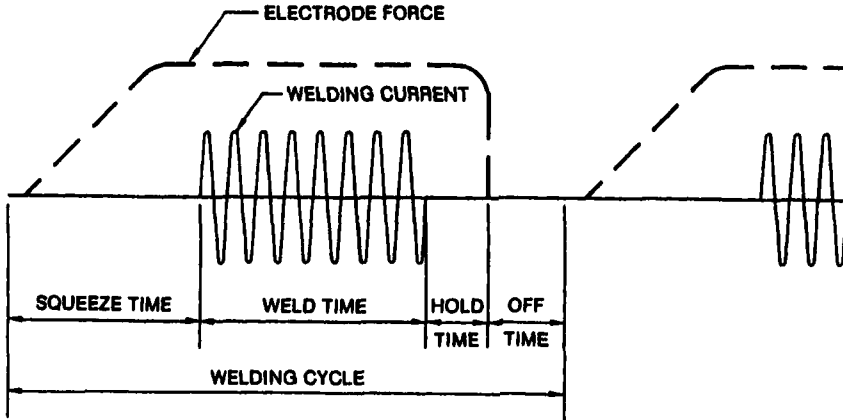 ELECTRODE FORCE
WELDING CURRENT
SQUEEZE TIME
WELD TIME
HOLD
TIME
OFF
TIME
WELDING CYCLE